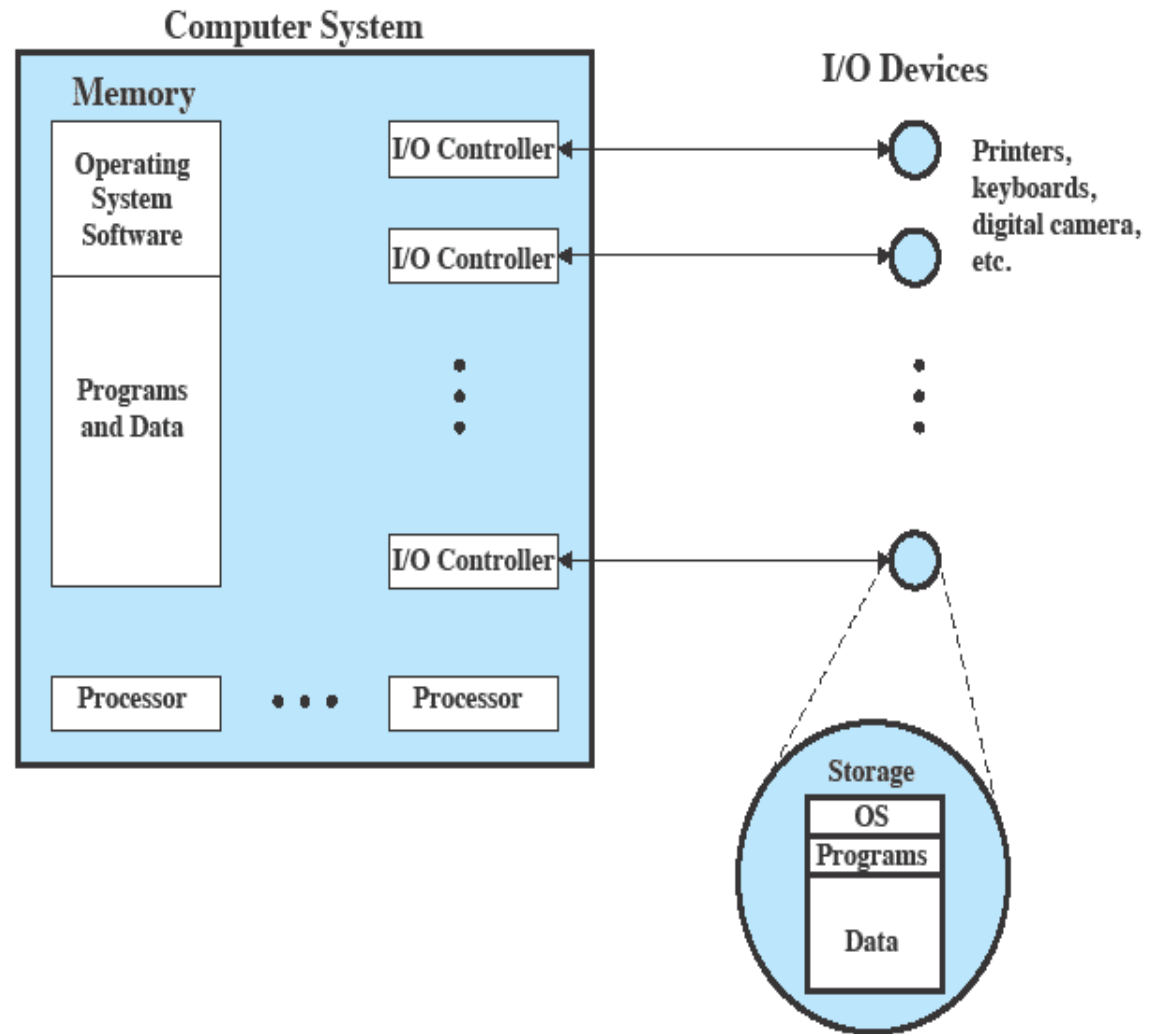 Computer System
I/O Devices
Memory
Operating
System
Software
Programs
and Data
I/O Controller
I/O Controller
I/O Controller
Processor
Processor
Printers,
keyboards,
digital camera,
etc.
Storage
OS
Programs
Data